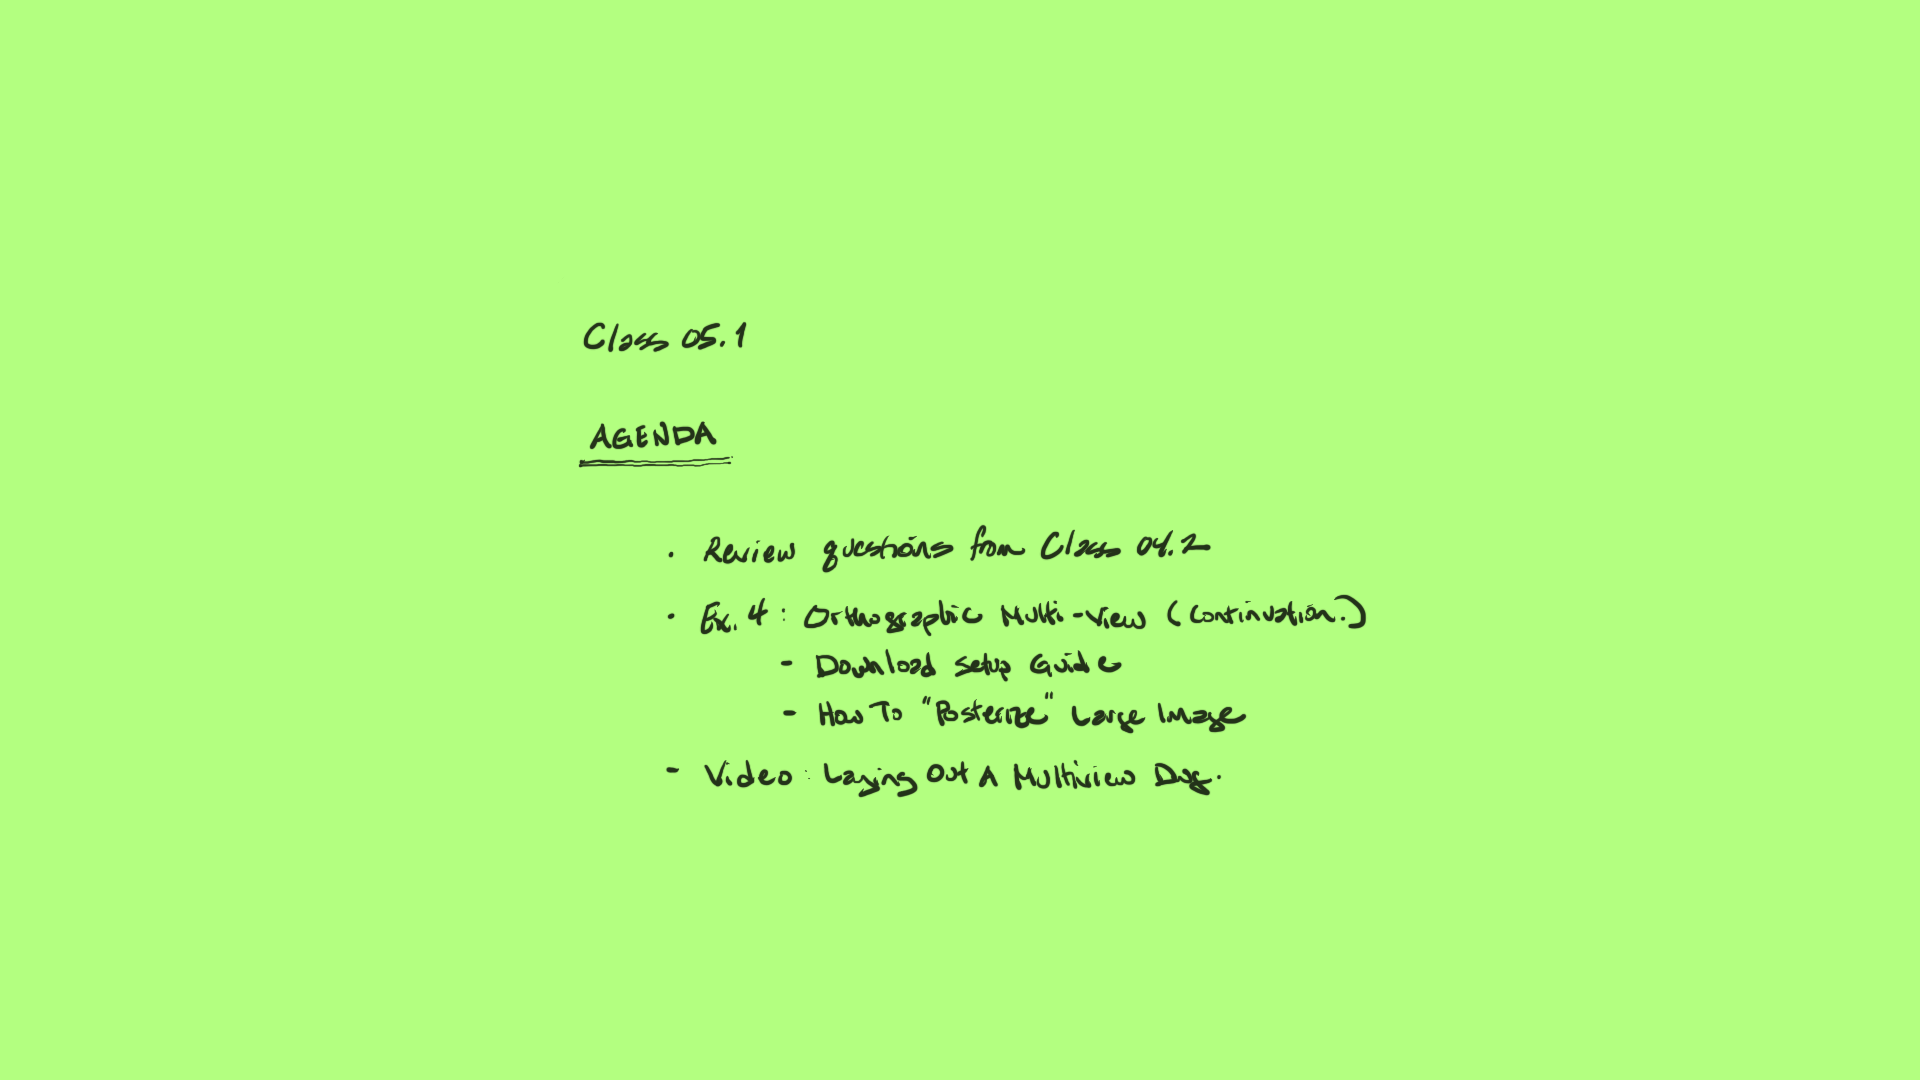 Class 05.1
AGENDA
• Review questions from Class 04.2
• Ex. 4 : Orthographic Multi-View (Continuation.)
- Download Setup Guide
- How To "Posterize" Large Image
- Video : Laying Out A Multiview Dwg.